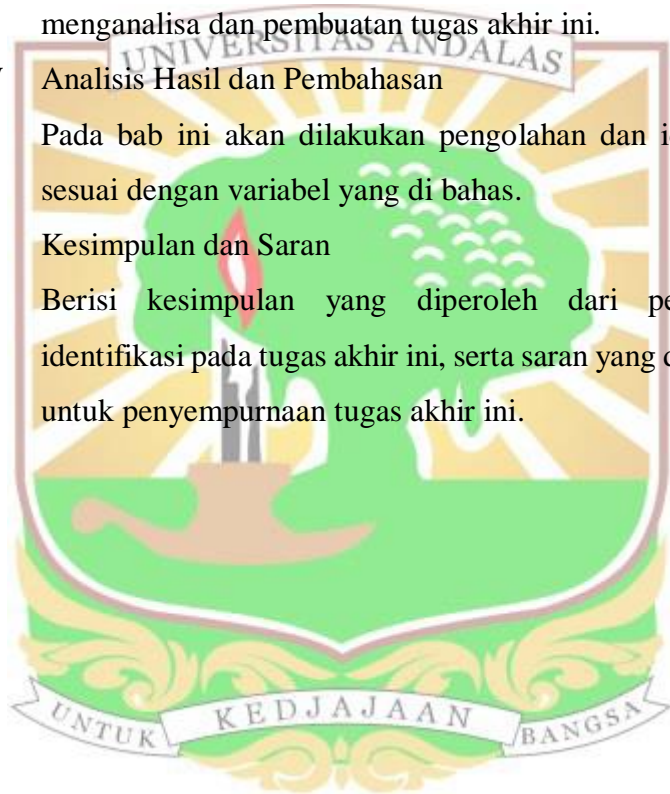 menganalisa dan pembuatan tugas akhir ini.
UNIVERSITAS ANDALAS
Analisis Hasil dan Pembahasan
Pada bab ini akan dilakukan pengolahan dan
sesuai dengan variabel yang di bahas.
Kesimpulan dan Saran
Berisi kesimpulan yang diperoleh dari
identifikasi pada tugas akhir ini, serta saran yang
untuk penyempurnaan tugas akhir ini.
UNTUK KEDJAJAAN BANGSA